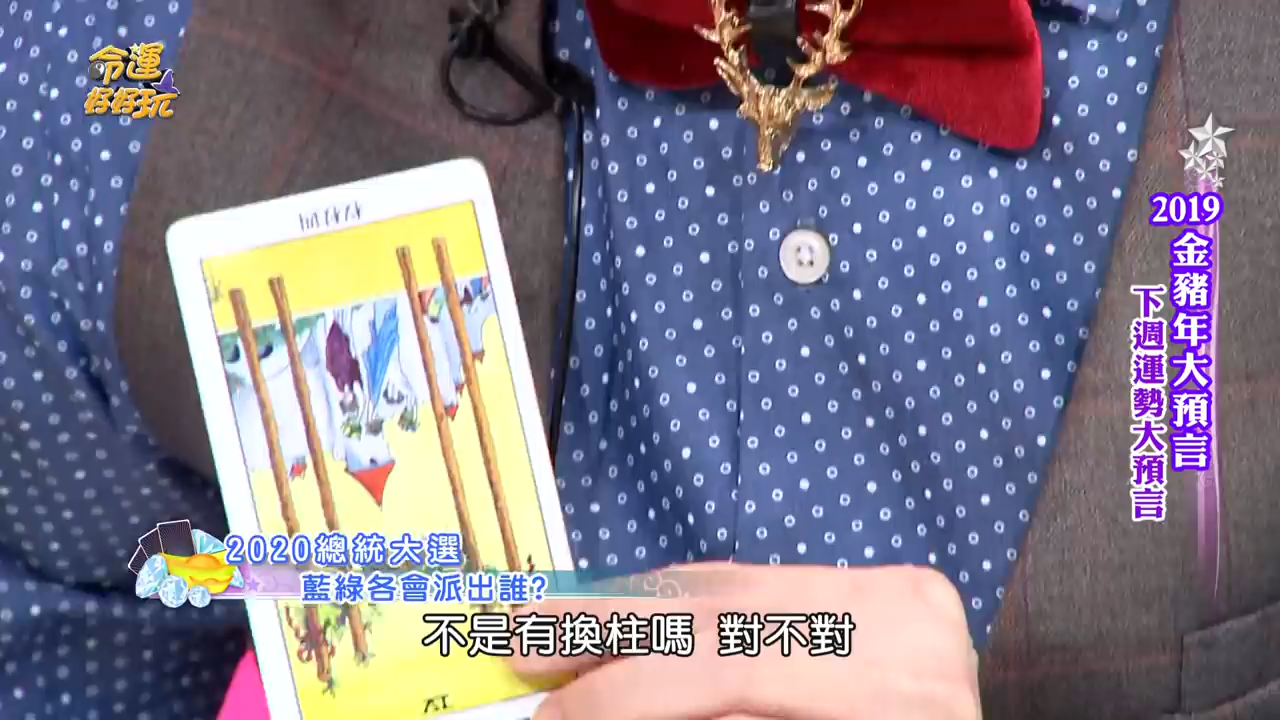 命運
好好玩
2019
金豬年大預言
下週運勢大預言
IV
2020總統大選
藍綠各會派出誰?
不是有換柱嗎 對不對